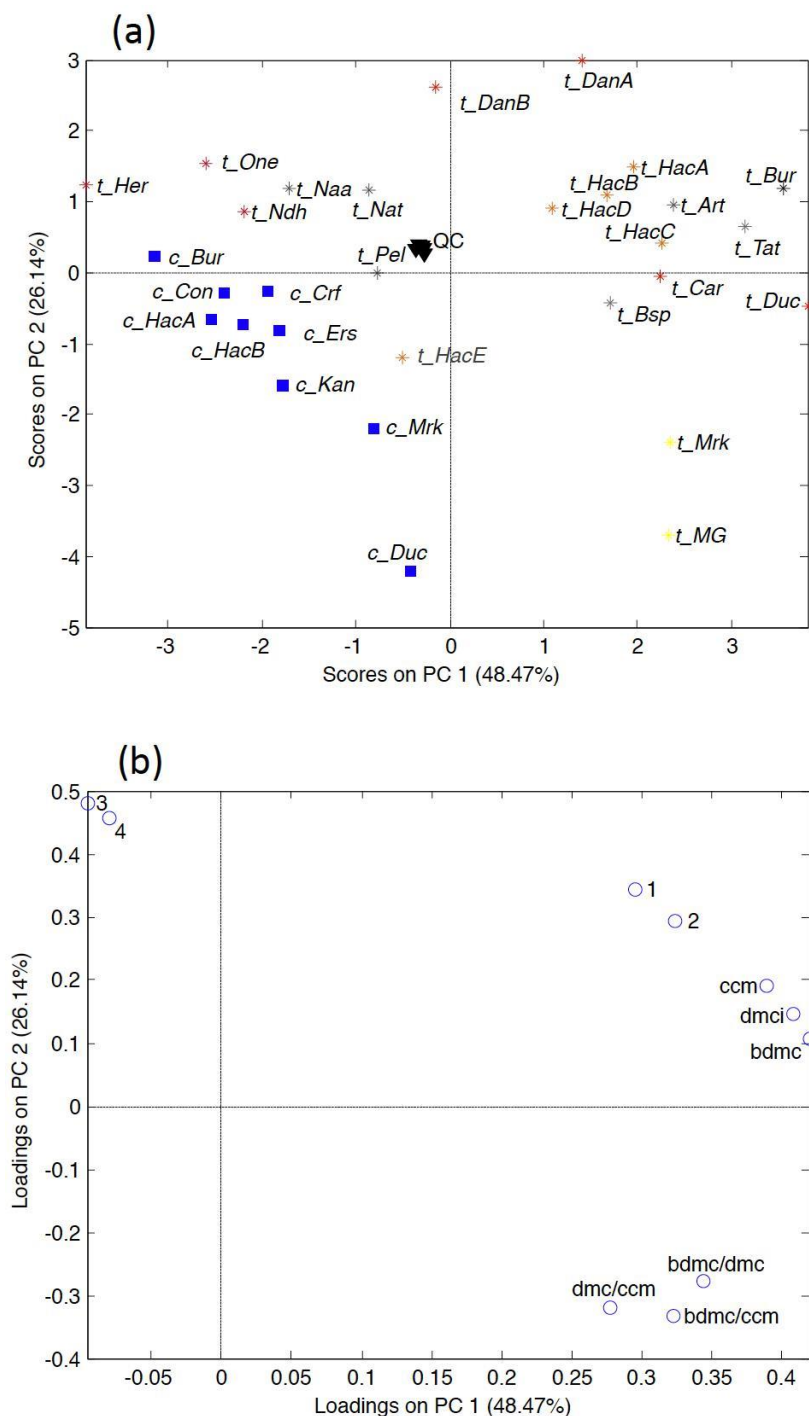 (a)
3
t_DanA
t_DanB
2
t_One
t_HacA
t_Bur
t_Her
t_Naa
t_HacB
1
t_Ndh
t_Nat
t_HacD
t_Art
QC
t_HacC
t_Tat
c_Bur
t_Pel
0
c_Con
c_Crf
t_Car
t_Duc
c_HacA
c_Ers
t_Bsp
c_HacB
-1
t_HacE
c_Kan
-2
c_Mrk
t_Mrk
-3
c_Duc
t_MG
-4
-5
-3 -2 -1 0 1 2 3
Scores on PC 1 (48.47%)
Scores on PC 2 (26.14%)
(b)
0.5
3
4
0.4
1
0.3
2
0.2
ccm
dmci
0.1
bdmc
0
-0.1
-0.2
bdmc/dmc
-0.3
dmc/ccm
bdmc/ccm
-0.4
-0.05 0 0.05 0.1 0.15 0.2 0.25 0.3 0.35 0.4
Loadings on PC 1 (48.47%)
Loadings on PC 2 (26.14%)